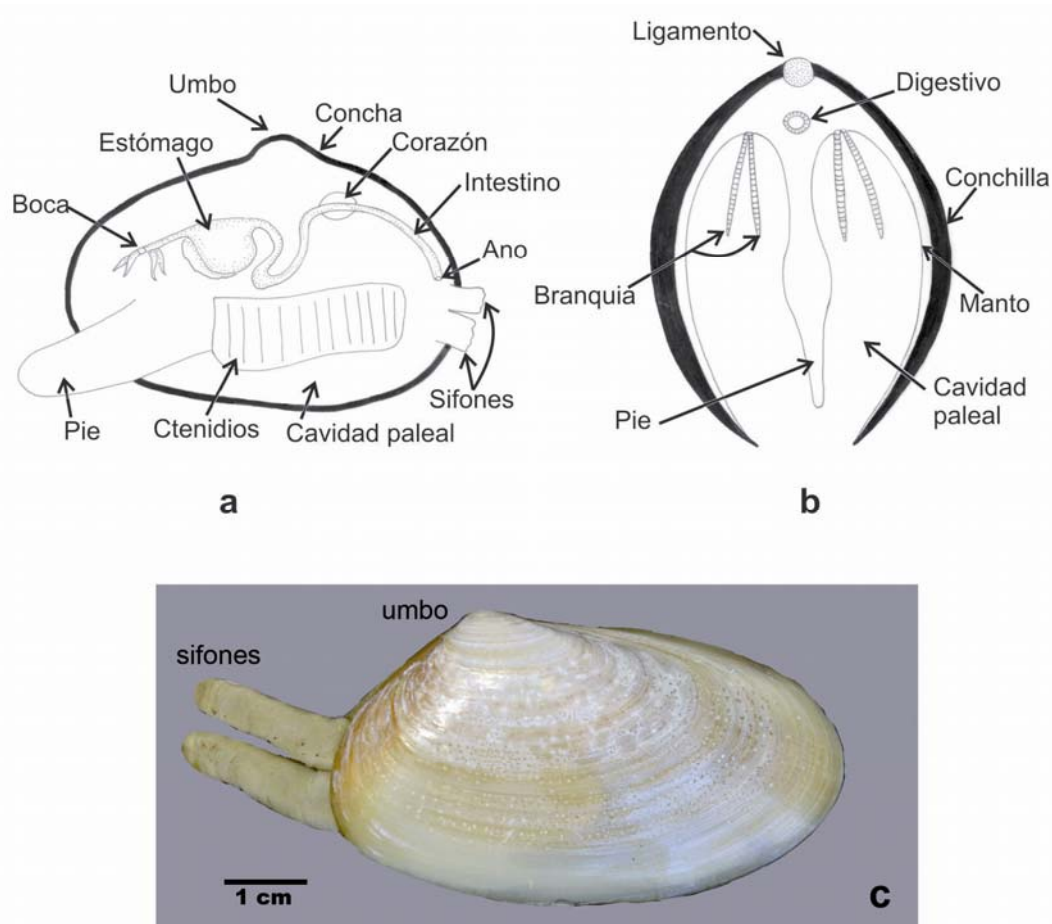 Umbo
Concha
Estómago
Corazón
Boca
Intestino
Ano
Pie
Ctenidios
Cavidad paleal
Sifones
a
Ligamento
Digestivo
Conchilla
Branquia
Manto
Pie
Cavidad
paleal
b
umbo
sifones
1 cm
c